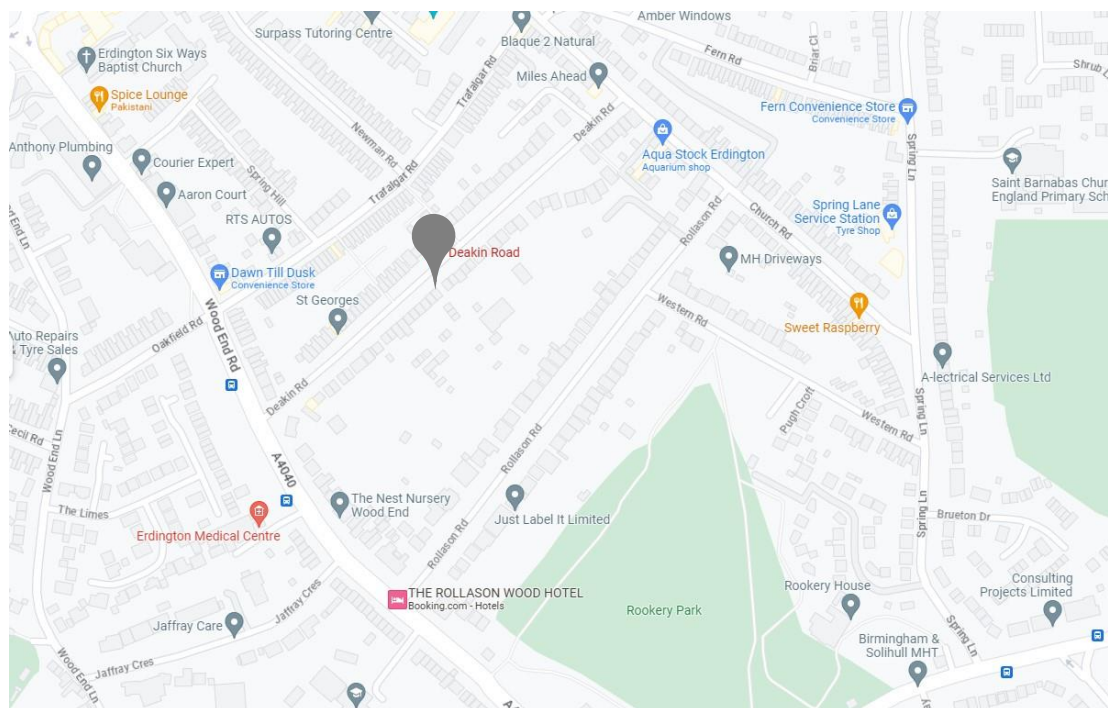 Amber Windows
Surpass Tutoring Centre
Blaque 2 Natural
Erdington Six Ways
Baptist Church
Trafalgar Rd
Fern Rd
Briar Cl
Shrub L
Miles Ahead
Spice Lounge
Pakistani
Fern Convenience Store
Convenience Store
Deakin Rd
Newman Rd
Anthony Plumbing
Courier Expert
Aqua Stock Erdington
Aquarium shop
Spring Ln
Saint Barnabas Chur
England Primary Sch
Spring Hill
Trafalgar Rd
Aaron Court
Rollason Rd
Church Rd
Spring Lane
Service Station
Tyre Shop
RTS AUTOS
d End Ln
Deakin Road
MH Driveways
Dawn Till Dusk
Convenience Store
St Georges
Wood End Rd
Oakfield Rd
Western Rd
Sweet Raspberry
Auto Repairs
& Tyre Sales
A-lectrical Services Ltd
Deakin Rd
Pugh Croft
Western Rd
Spring Ln
Cecil Rd
Wood End Ln
Rollason Rd
A4040
The Nest Nursery
Wood End
Just Label It Limited
Spring Ln
The Limes
Erdington Medical Centre
Brueton Dr
Rollason Rd
THE ROLLASON WOOD HOTEL
Booking.com - Hotels
Rookery Park
Rookery House
Consulting
Projects Limited
Jaffray Cres
Jaffray Care
Birmingham &
Solihull MHT
Spring Ln
Jaffray Cres
Wood End Ln
A4
ay